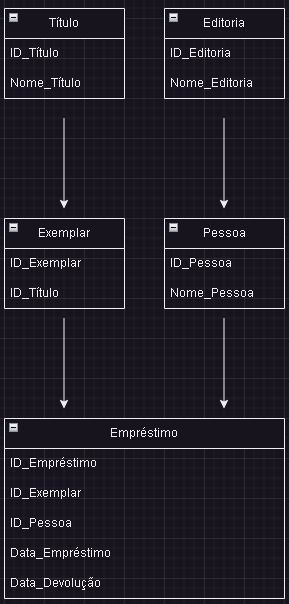 Título
ID_Título
Nome_Título
Editoria
ID_Editoria
Nome_Editoria
Exemplar
ID_Exemplar
ID_Título
Pessoa
ID_Pessoa
Nome_Pessoa
Empréstimo
ID_Empréstimo
ID_Exemplar
ID_Pessoa
Data_Empréstimo
Data_Devolução